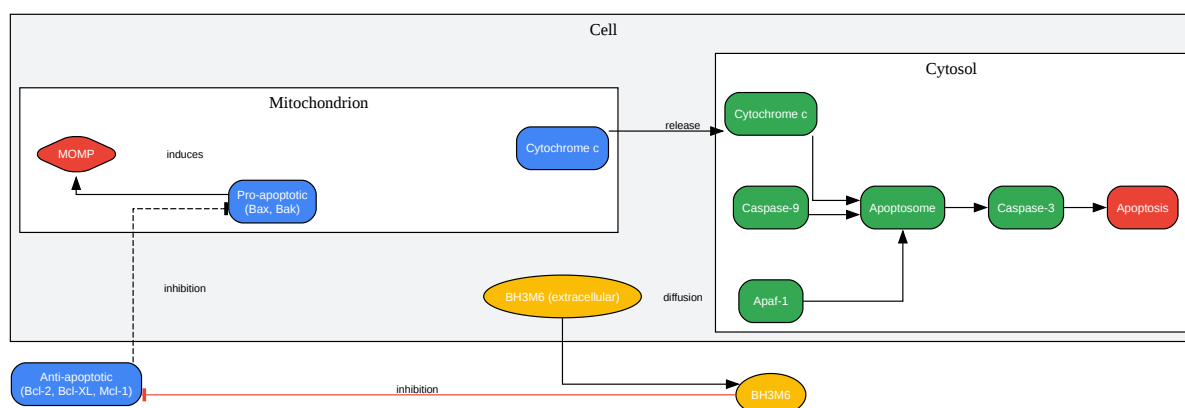 Cell
Mitochondrion
MOMP
induces
Pro-apoptotic
(Bax, Bak)
Cytochrome c
release
Cytosol
Cytochrome c
Caspase-9
Apoptosome
Caspase-3
Apoptosis
Apaf-1
inhibition
BH3M6 (extracellular)
diffusion
Anti-apoptotic
(Bcl-2, Bcl-XL, Mcl-1)
inhibition
BH3M6